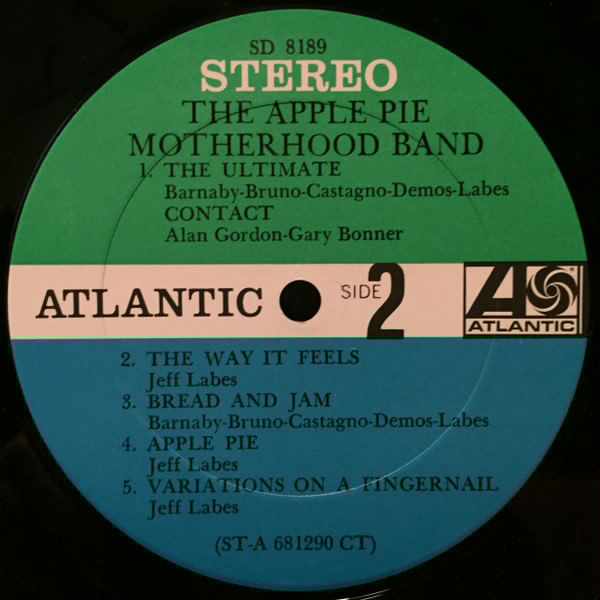 SD 8189
STEREO
THE APPLE PIE
MOTHERHOOD BAND
1. THE ULTIMATE
Barnaby-Bruno-Castagno-Demos-Labes
CONTACT
Alan Gordon-Gary Bonner
ATLANTIC SIDE 2 ATLANTIC
2. THE WAY IT FEELS
Jeff Labes
3. BREAD AND JAM
Barnaby-Bruno-Castagno-Demos-Labes
4. APPLE PIE
Jeff Labes
5. VARIATIONS ON A FINGERNAIL
Jeff Labes
(ST-A 681290 CT)